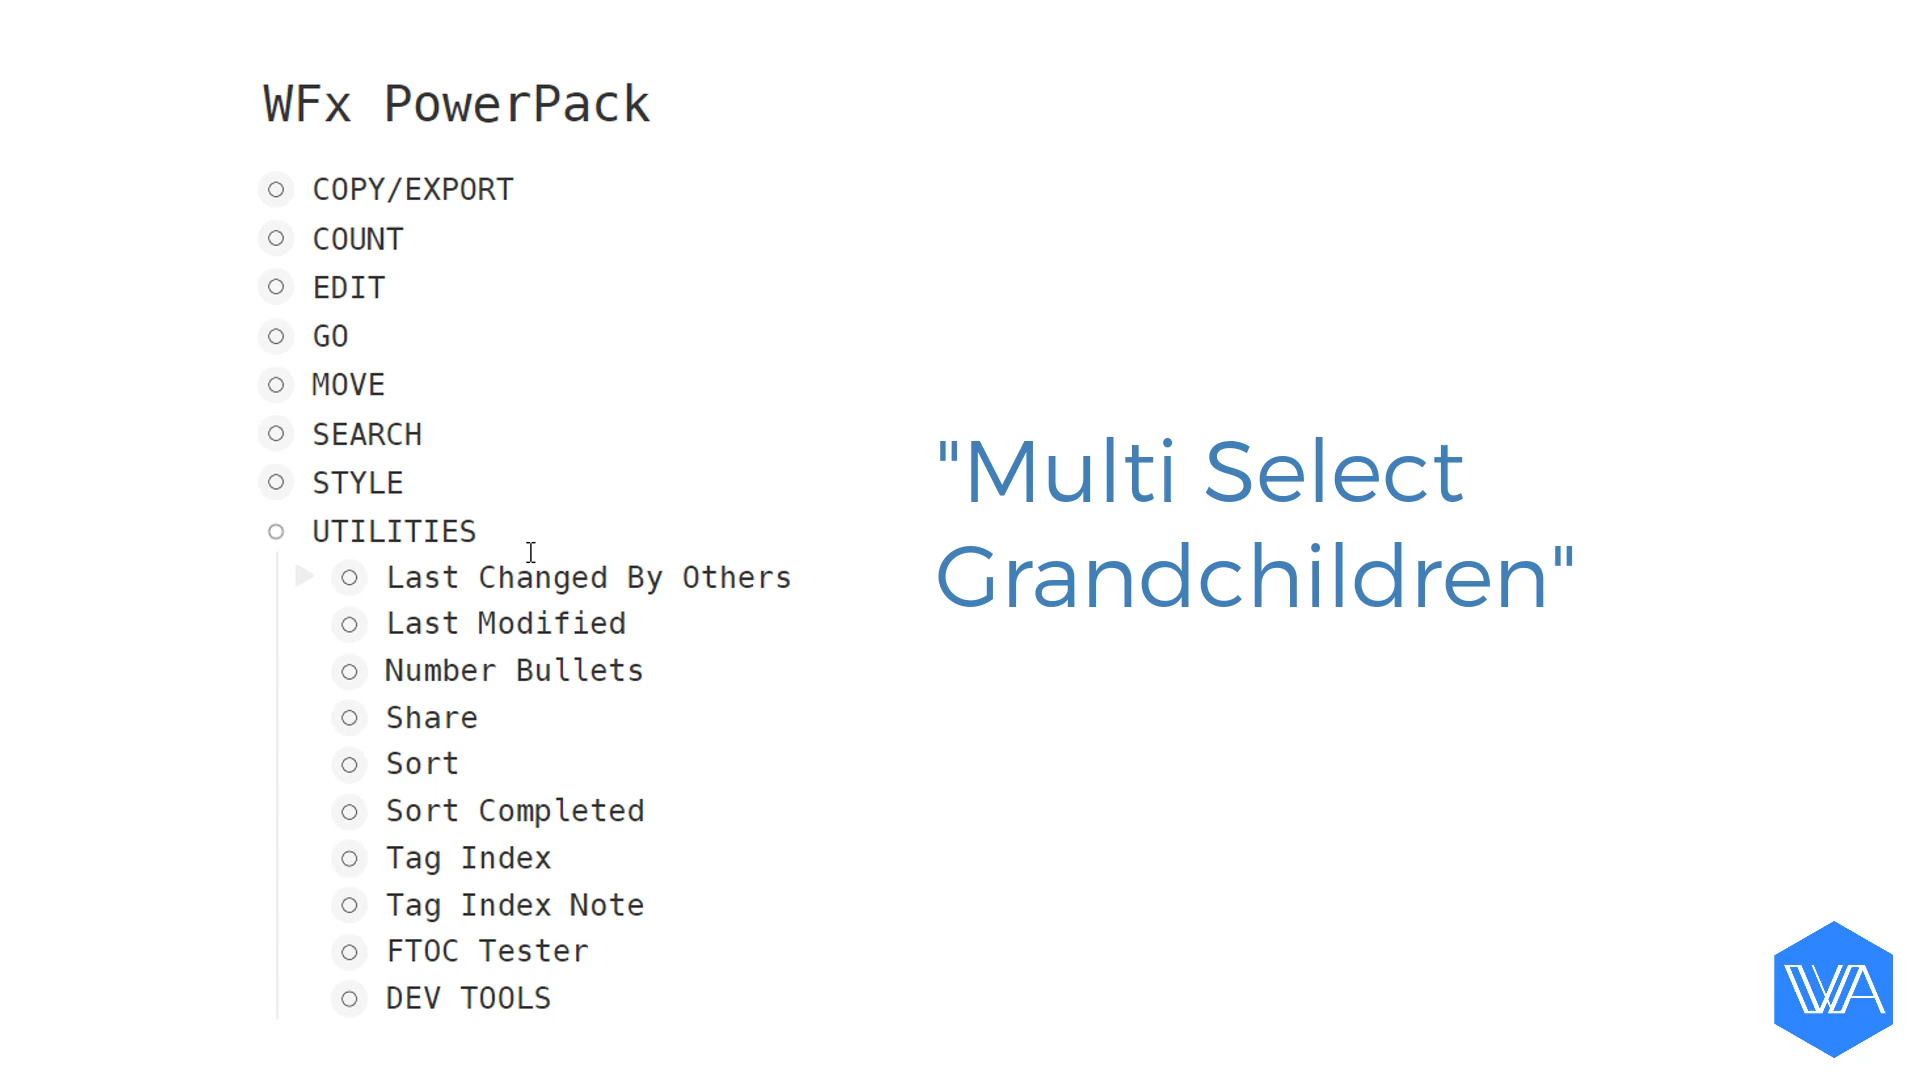 WFx PowerPack
COPY/EXPORT
COUNT
EDIT
GO
MOVE
SEARCH
STYLE
UTILITIES
Last Changed By Others
Last Modified
Number Bullets
Share
Sort
Sort Completed
Tag Index
Tag Index Note
FTOC Tester
DEV TOOLS
"Multi Select
Grandchildren"
WA